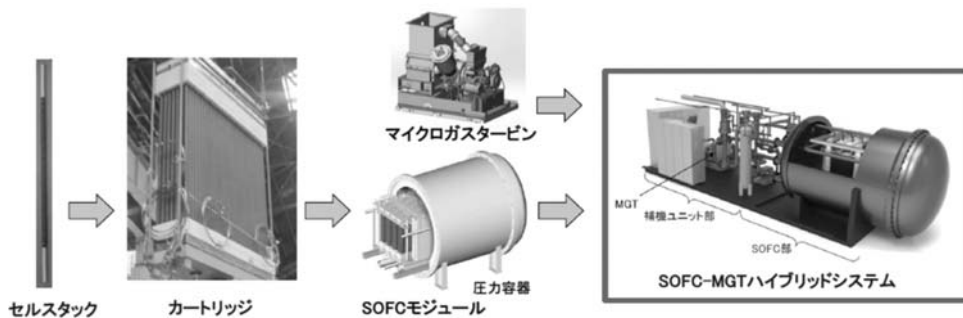 マイクロガスタービン
MGT
補機ユニット部
SOFC部
圧力容器
セルスタック
カートリッジ
SOFCモジュール
SOFC-MGTハイブリッドシステム